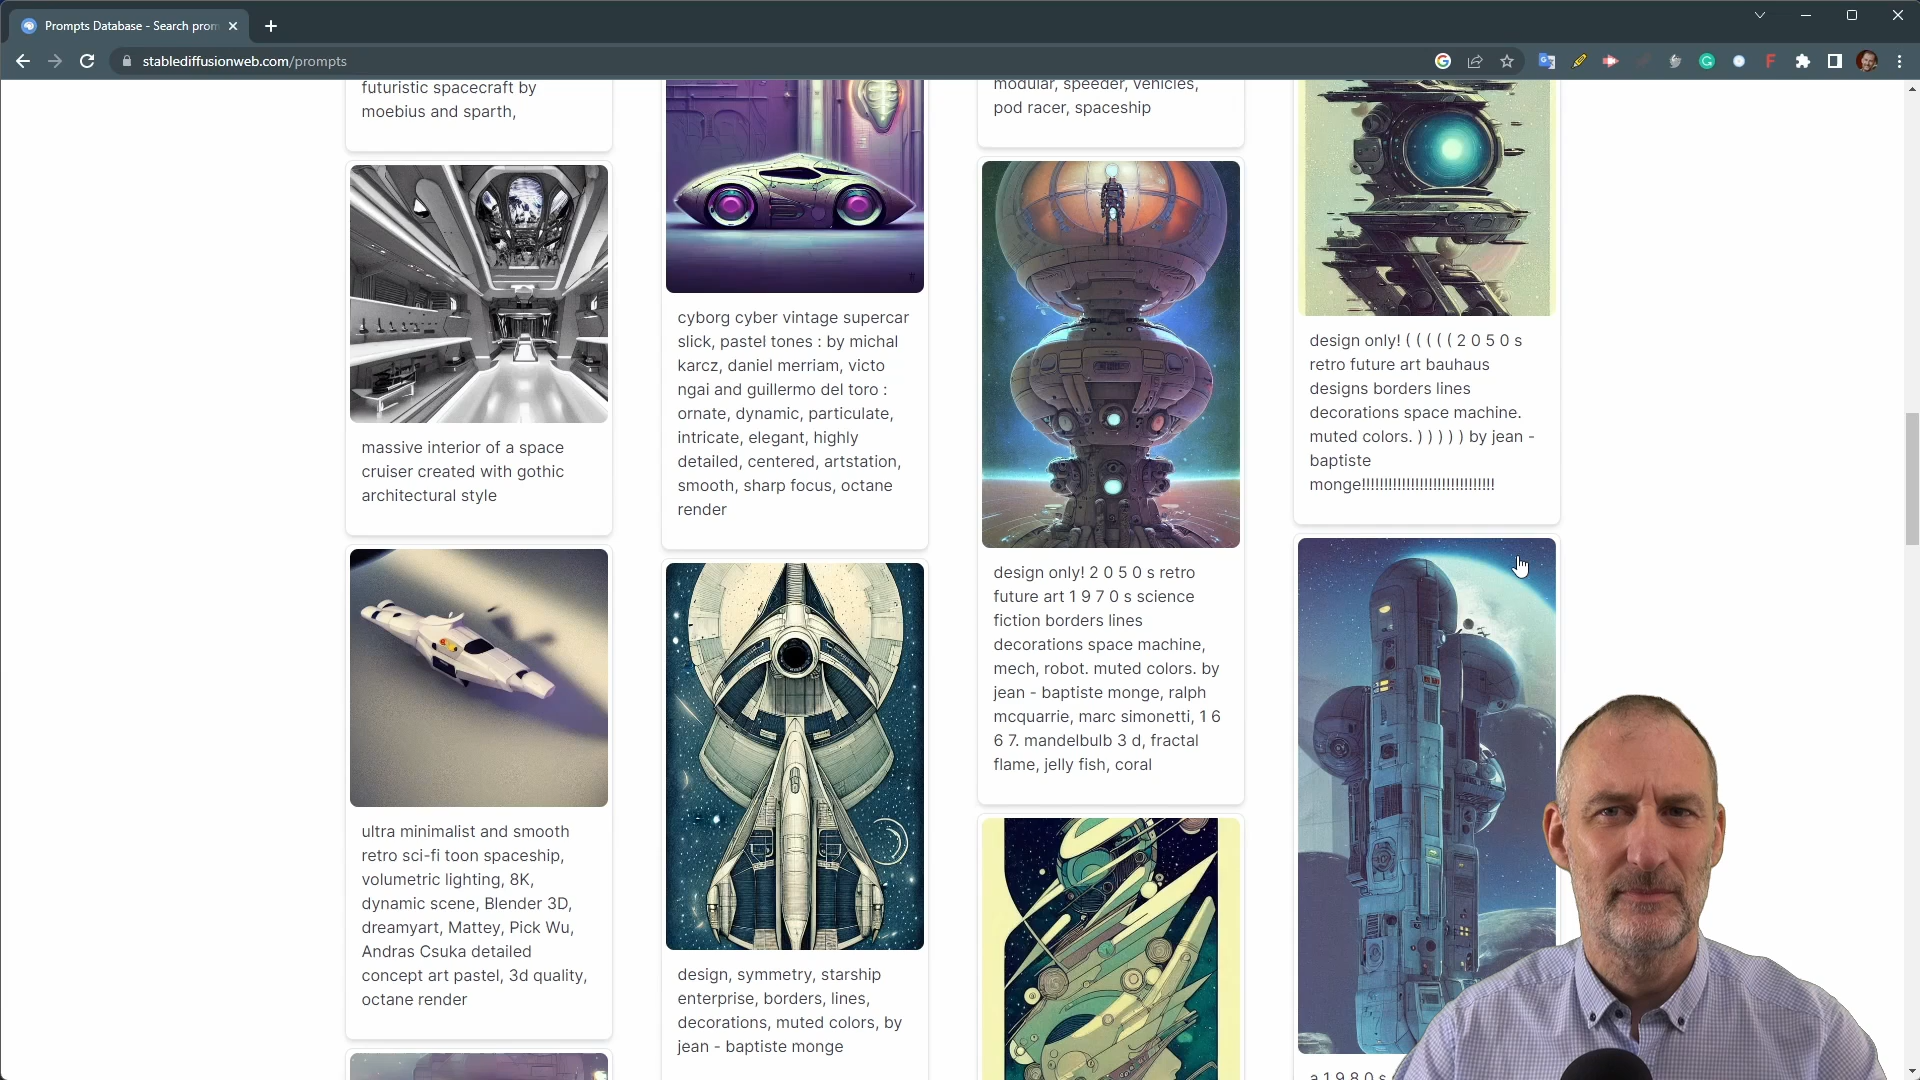 Prompts Database - Search prom
stablediffusionweb.com/prompts
futuristic spacecraft by
moebius and sparth,
massive interior of a space
cruiser created with gothic
architectural style
ultra minimalist and smooth
retro sci-fi toon spaceship,
volumetric lighting, 8K,
dynamic scene, Blender 3D,
dreamyart, Mattey, Pick Wu,
Andras Csuka detailed
concept art pastel, 3d quality,
octane render
cyborg cyber vintage supercar
slick, pastel tones : by michal
karcz, daniel merriam, victo
ngai and guillermo del toro :
ornate, dynamic, particulate,
intricate, elegant, highly
detailed, centered, artstation,
smooth, sharp focus, octane
render
design, symmetry, starship
enterprise, borders, lines,
decorations, muted colors, by
jean - baptiste monge
modular, speeder, vehicles,
pod racer, spaceship
design only! 2 0 5 0 s retro
future art 1 9 7 0 s science
fiction borders lines
decorations space machine,
mech, robot. muted colors. by
jean - baptiste monge, ralph
mcquarrie, marc simonetti, 1 6
6 7. mandelbulb 3 d, fractal
flame, jelly fish, coral
design only! ( ( ( ( ( 2 0 5 0 s
retro future art bauhaus
designs borders lines
decorations space machine.
muted colors. ) ) ) ) ) by jean -
baptiste
monge!!!!!!!!!!!!!!!!!!!!!!!!!!!!!!
a 1 9 8 0 s